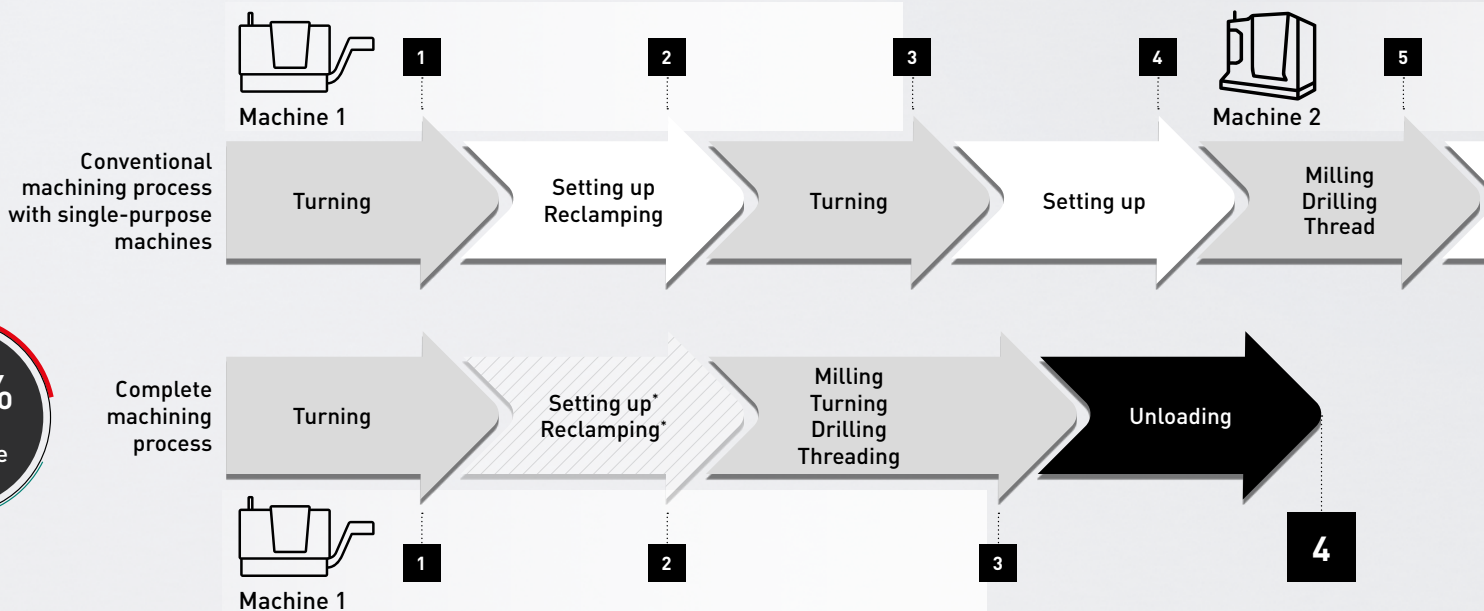 1
2
3
4
5
Machine 1
Machine 2
Conventional
machining process
with single-purpose
machines
Turning
Setting up
Reclamping
Turning
Setting up
Milling
Drilling
Thread
%
e
Complete
machining
process
Turning
Setting up*
Reclamping*
Milling
Turning
Drilling
Threading
Unloading
Machine 1
1
2
3
4